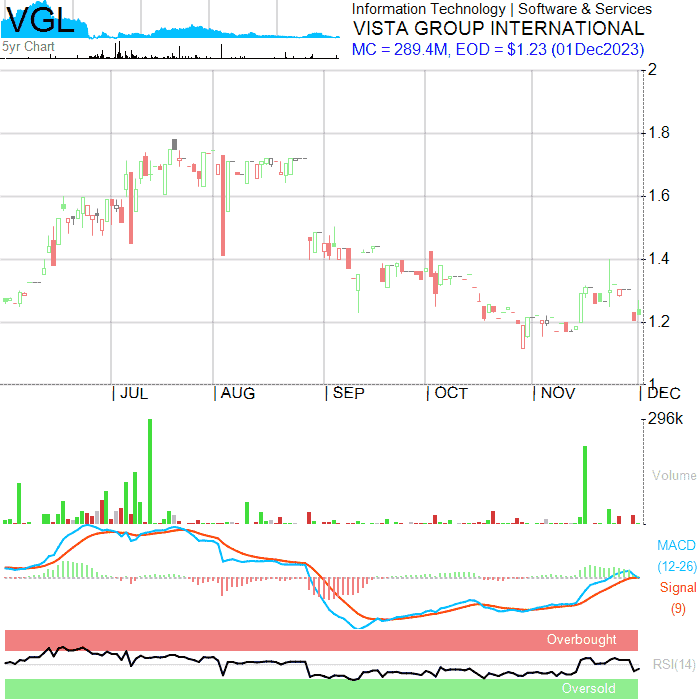 VGL
Information Technology | Software & Services
VISTA GROUP INTERNATIONAL
5yr Chart
MC = 289.4M, EOD = $1.23 (01Dec2023)
2
1.8
1.6
1.4
1.2
1
JUL
AUG
SEP
OCT
NOV
DEC
296k
Volume
MACD
(12-26)
Signal
(9)
Overbought
RSI(14)
Oversold